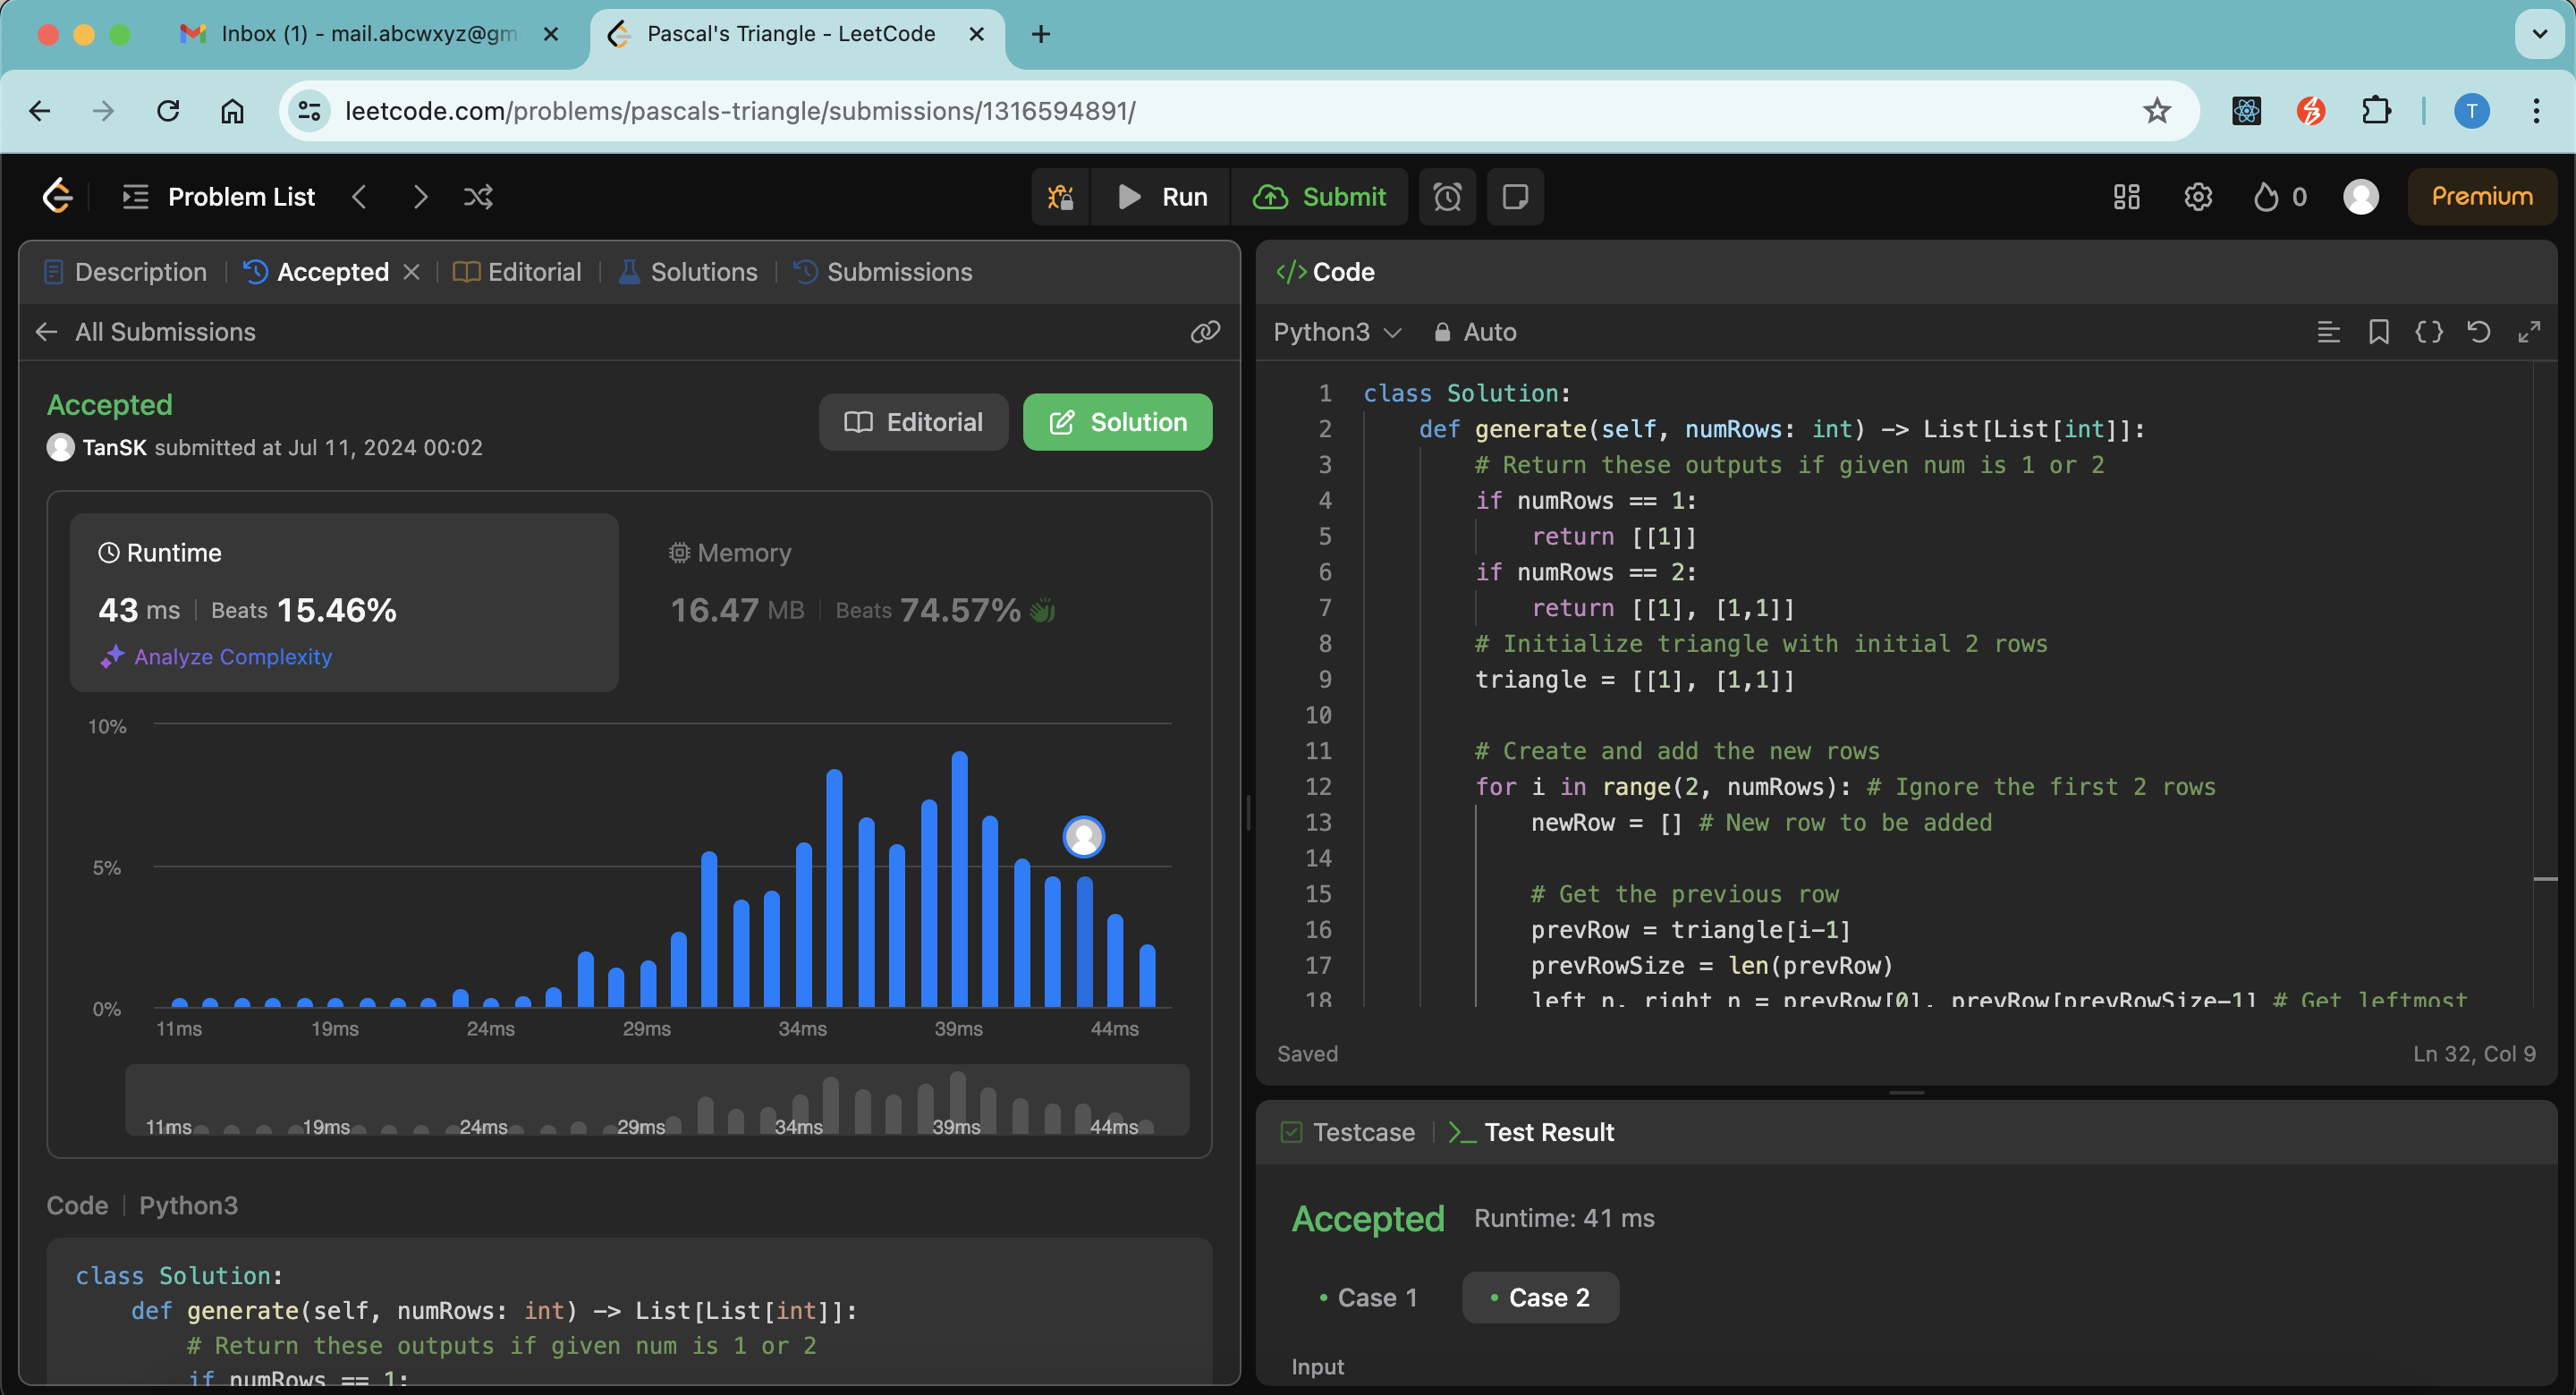 Inbox (1) - mail.abcwxyz@gm
Pascal's Triangle - LeetCode
leetcode.com/problems/pascals-triangle/submissions/1316594891/
T
Problem List
Run
Submit
0
Premium
Description
Accepted
Editorial
Solutions
Submissions
All Submissions
Accepted
TanSK submitted at Jul 11, 2024 00:02
Editorial
Solution
Runtime
43 ms | Beats 15.46%
Analyze Complexity
Memory
16.47 MB | Beats 74.57%
10%
5%
0%
11ms 19ms 24ms 29ms 34ms 39ms 44ms
11ms 19ms 24ms 29ms 34ms 39ms 44ms
Code | Python3
class Solution:
def generate(self, numRows: int) -> List[List[int]]:
# Return these outputs if given num is 1 or 2
if numRows == 1:
</> Code
Python3
Auto
1 class Solution:
2 def generate(self, numRows: int) -> List[List[int]]:
3 # Return these outputs if given num is 1 or 2
4 if numRows == 1:
5 return [[1]]
6 if numRows == 2:
7 return [[1], [1,1]]
8 # Initialize triangle with initial 2 rows
9 triangle = [[1], [1,1]]
10
11 # Create and add the new rows
12 for i in range(2, numRows): # Ignore the first 2 rows
13 newRow = [] # New row to be added
14
15 # Get the previous row
16 prevRow = triangle[i-1]
17 prevRowSize = len(prevRow)
18 left_n, right_n = prevRow[0], prevRow[prevRowSize-1] # Get leftmost
Saved
Ln 32, Col 9
Testcase
Test Result
Accepted
Runtime: 41 ms
Case 1
Case 2
Input